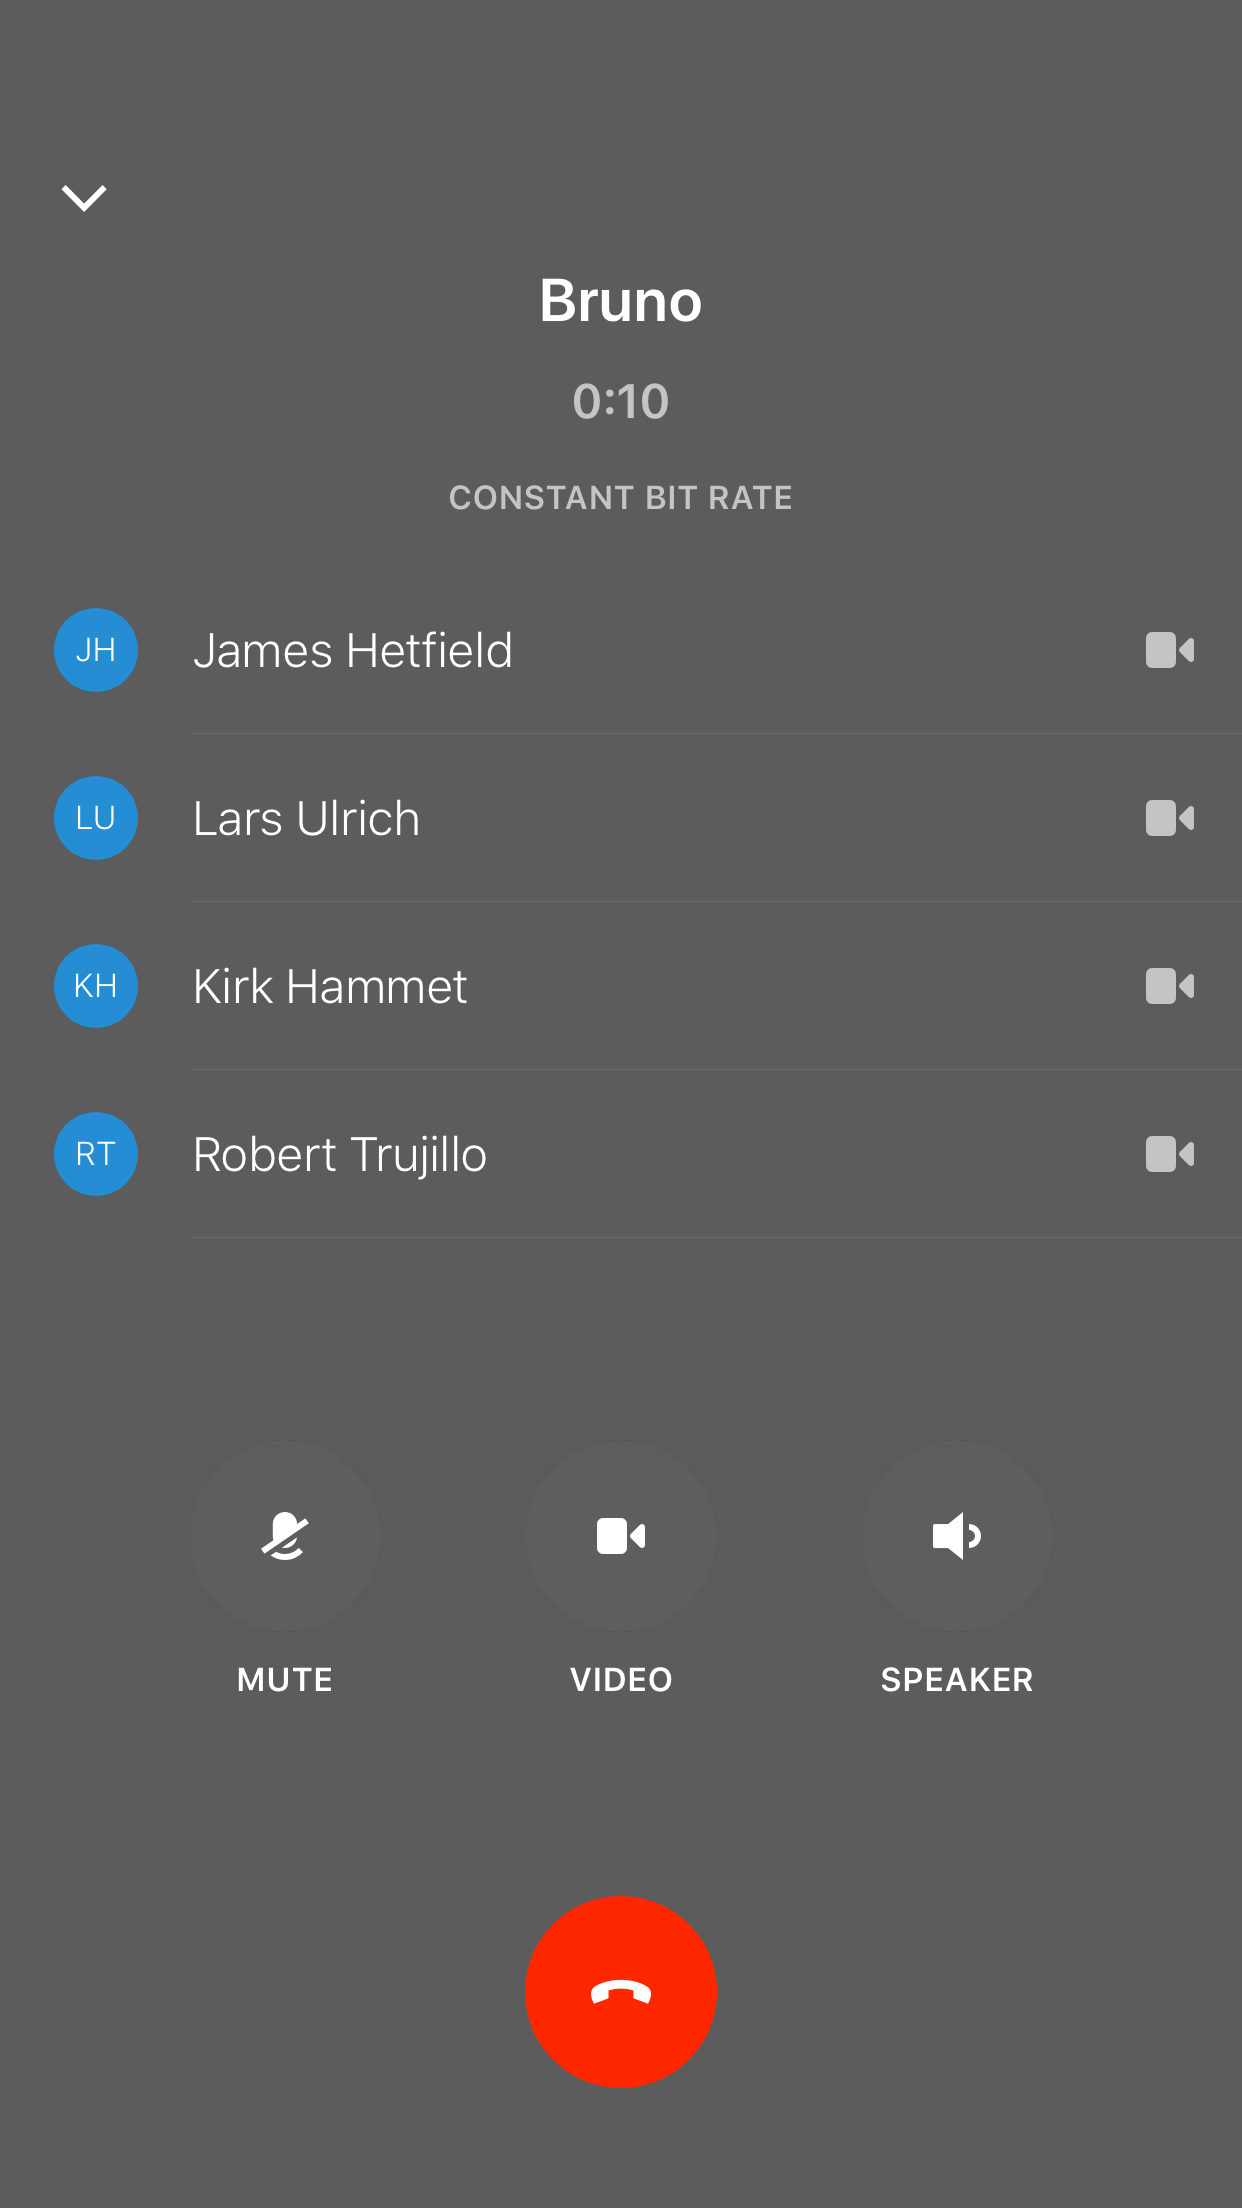 Bruno
0:10
CONSTANT BIT RATE
JH James Hetfield
LU Lars Ulrich
KH Kirk Hammet
RT Robert Trujillo
MUTE VIDEO SPEAKER